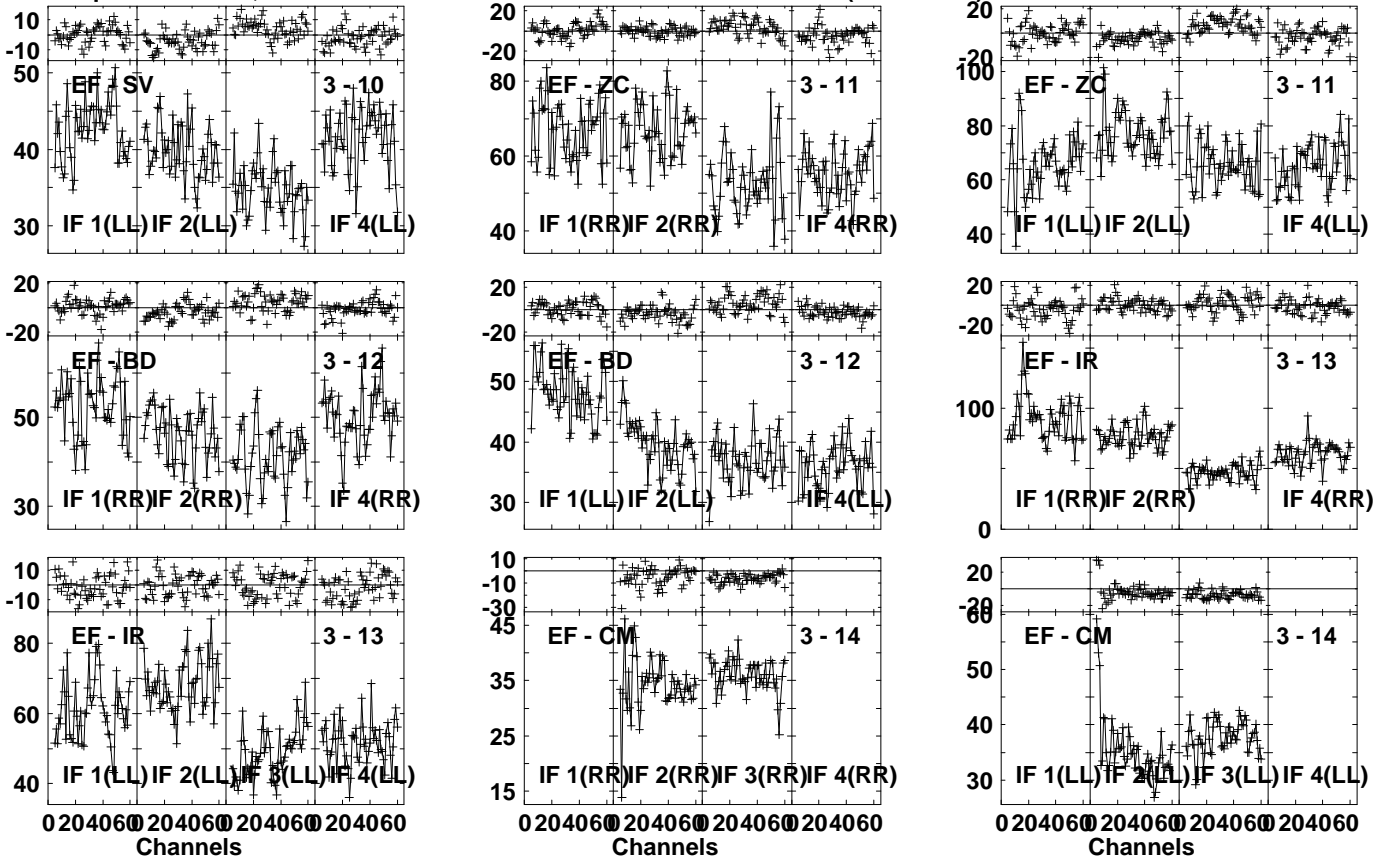 10
-10
50
40
30
EF - SV
3 - 10
IF 1(LL)
IF 2(LL)
IF 4(LL)
20
-20
80
60
40
EF - ZC
3 - 11
IF 1(RR)
IF 2(RR)
IF 4(RR)
20
-20
100
80
60
40
EF - ZC
3 - 11
IF 1(LL)
IF 2(LL)
IF 4(LL)
20
-20
50
30
EF - BD
3 - 12
IF 1(RR)
IF 2(RR)
IF 4(RR)
20
-20
50
40
30
EF - BD
3 - 12
IF 1(LL)
IF 2(LL)
IF 4(LL)
20
-20
100
0
EF - IR
3 - 13
IF 1(RR)
IF 2(RR)
IF 4(RR)
10
-10
80
60
40
EF - IR
3 - 13
IF 1(LL)
IF 2(LL)
IF 3(LL)
IF 4(LL)
0 20 40 60 0 20 40 60 0 20 40 60 0 20 40 60
Channels
10
-10
-30
45
35
25
15
EF - CM
3 - 14
IF 1(RR)
IF 2(RR)
IF 3(RR)
IF 4(RR)
0 20 40 60 0 20 40 60 0 20 40 60 0 20 40 60
Channels
20
-20
60
50
40
30
EF - CM
3 - 14
IF 1(LL)
IF 2(LL)
IF 3(LL)
IF 4(LL)
0 20 40 60 0 20 40 60 0 20 40 60 0 20 40 60
Channels